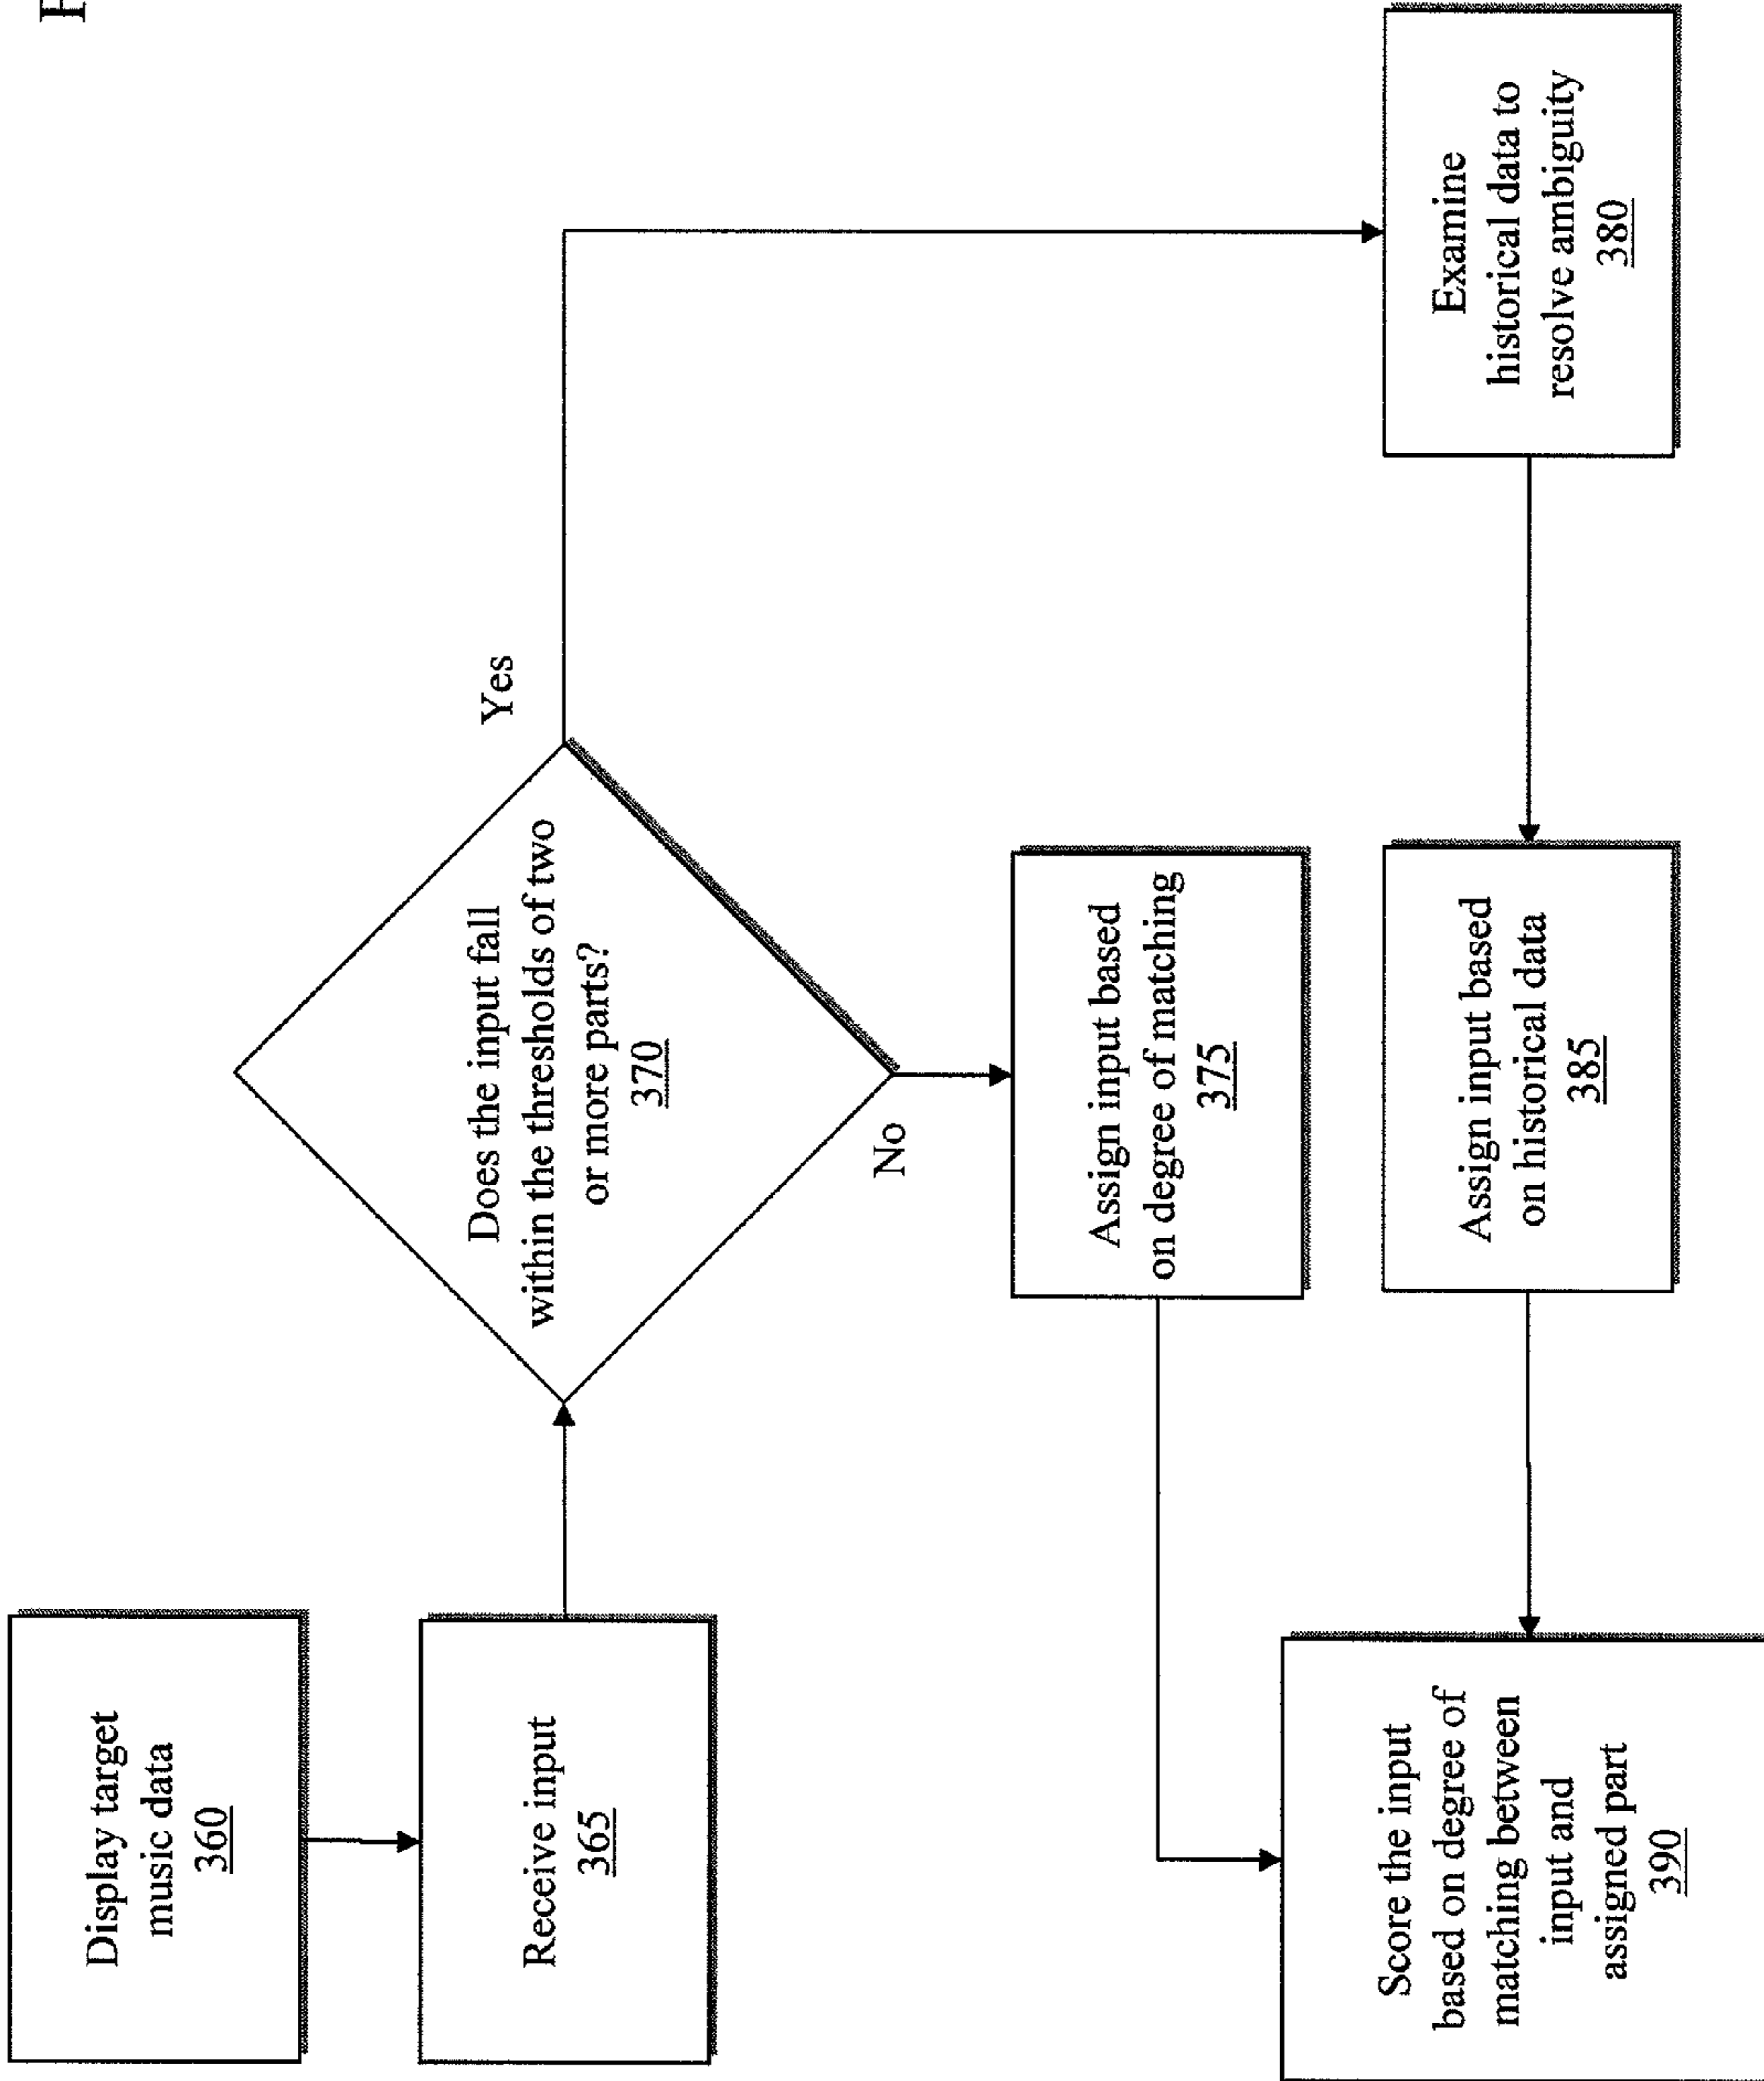 Display target
music data
360
Receive input
365
Does the input fall
within the thresholds of two
or more parts?
370
Yes
No
Assign input based
on degree of matching
375
Examine
historical data to
resolve ambiguity
380
Assign input based
on historical data
385
Score the input
based on degree of
matching between
input and
assigned part
390